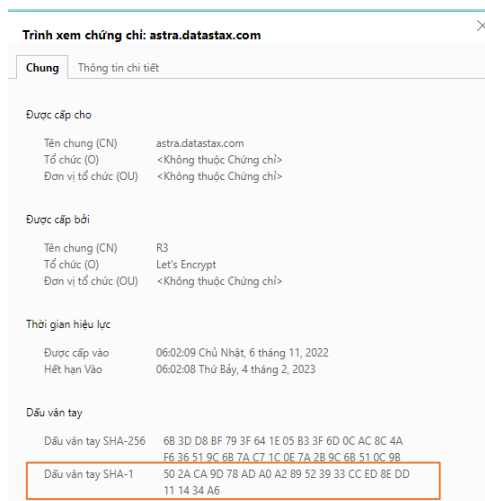 Trình xem chứng chỉ: astra.datastax.com
Chung Thông tin chi tiết
Được cấp cho
Tên chung (CN) astra.datastax.com
Tổ chức (O) <Không thuộc Chứng chỉ>
Đơn vị tổ chức (OU) <Không thuộc Chứng chỉ>
Được cấp bởi
Tên chung (CN) R3
Tổ chức (O) Let's Encrypt
Đơn vị tổ chức (OU) <Không thuộc Chứng chỉ>
Thời gian hiệu lực
Được cấp vào 06:02:09 Chủ Nhật, 6 tháng 11, 2022
Hết hạn Vào 06:02:08 Thứ Bảy, 4 tháng 2, 2023
Dấu vân tay
Dấu vân tay SHA-256 6B 3D D8 BF 79 3F 64 1E 05 B3 3F 6D 0C AC 8C 4A
F6 36 51 9C 6B 7A C7 1C 0E 7A 2B 9C 6B 51 0C 9B
Dấu vân tay SHA-1 50 2A CA 9D 78 AD A0 A2 89 52 39 33 CC ED 8E DD
11 14 34 A6